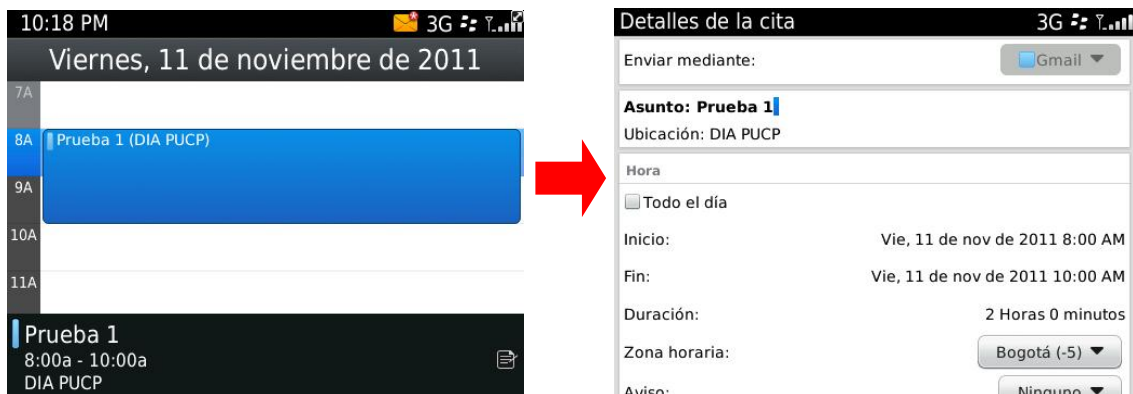 10:18 PM 3G
Viernes, 11 de noviembre de 2011
7A
8A Prueba 1 (DIA PUCP)
9A
10A
11A
Prueba 1
8:00a - 10:00a
DIA PUCP
Detalles de la cita 3G
Enviar mediante: Gmail
Asunto: Prueba 1
Ubicación: DIA PUCP
Hora
Todo el día
Inicio: Vie, 11 de nov de 2011 8:00 AM
Fin: Vie, 11 de nov de 2011 10:00 AM
Duración: 2 Horas 0 minutos
Zona horaria: Bogotá (-5)
Aviso: Ninguno